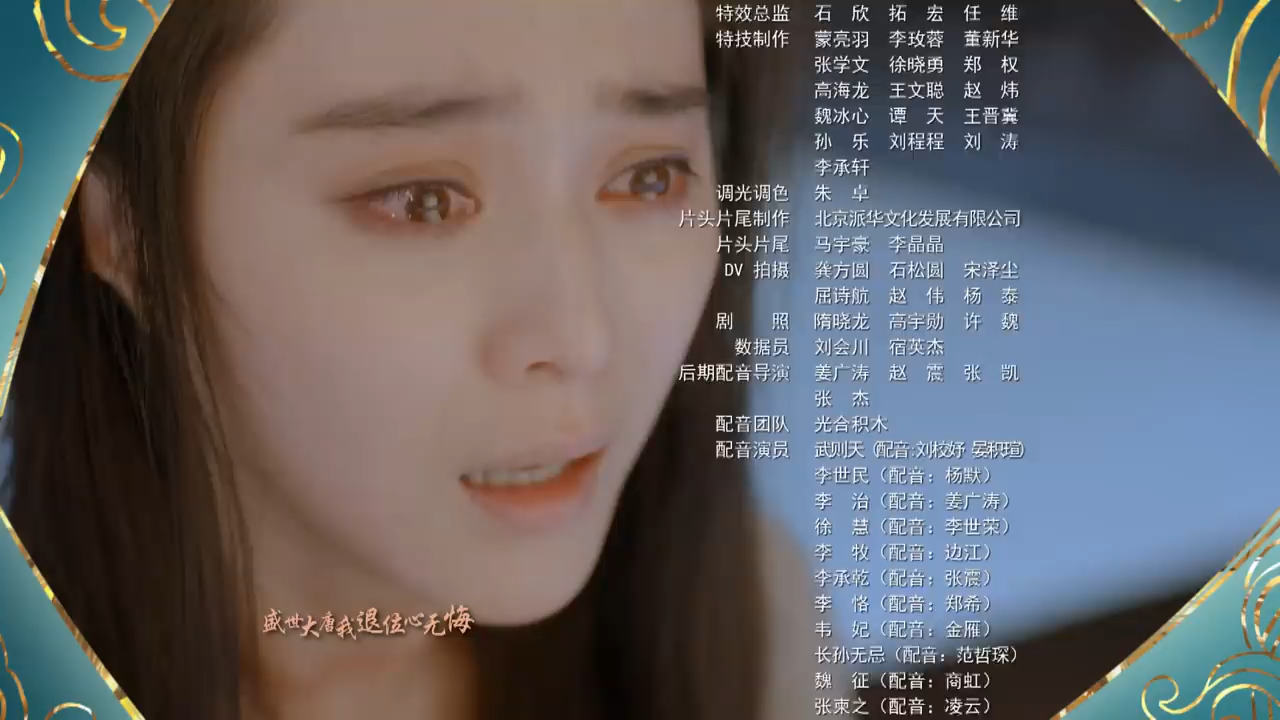 特效总监 石 欣 拓 宏 任 维
特技制作 蒙亮羽 李玫蓉 董新华
张学文 徐晓勇 郑 权
高海龙 王文聪 赵 炜
魏冰心 谭 天 王晋冀
孙 乐 刘程程 刘 涛
李承轩
调光调色 朱 卓
片头片尾制作 北京派华文化发展有限公司
片头片尾 马宇豪 李晶晶
DV 拍摄 龚方圆 石松圆 宋泽尘
屈诗航 赵 伟 杨 泰
剧 照 隋晓龙 高宇勋 许 魏
数据员 刘会川 宿英杰
后期配音导演 姜广涛 赵 震 张 凯
张 杰
配音团队 光合积木
配音演员 武则天（配音：刘校妤 晏积瑄）
李世民（配音：杨默）
李 治（配音：姜广涛）
徐 慧（配音：李世荣）
李 牧（配音：边江）
李承乾（配音：张震）
李 恪（配音：郑希）
韦 妃（配音：金雁）
长孙无忌（配音：范哲琛）
魏 征（配音：商虹）
张柬之（配音：凌云）
盛世大唐我退位心无悔